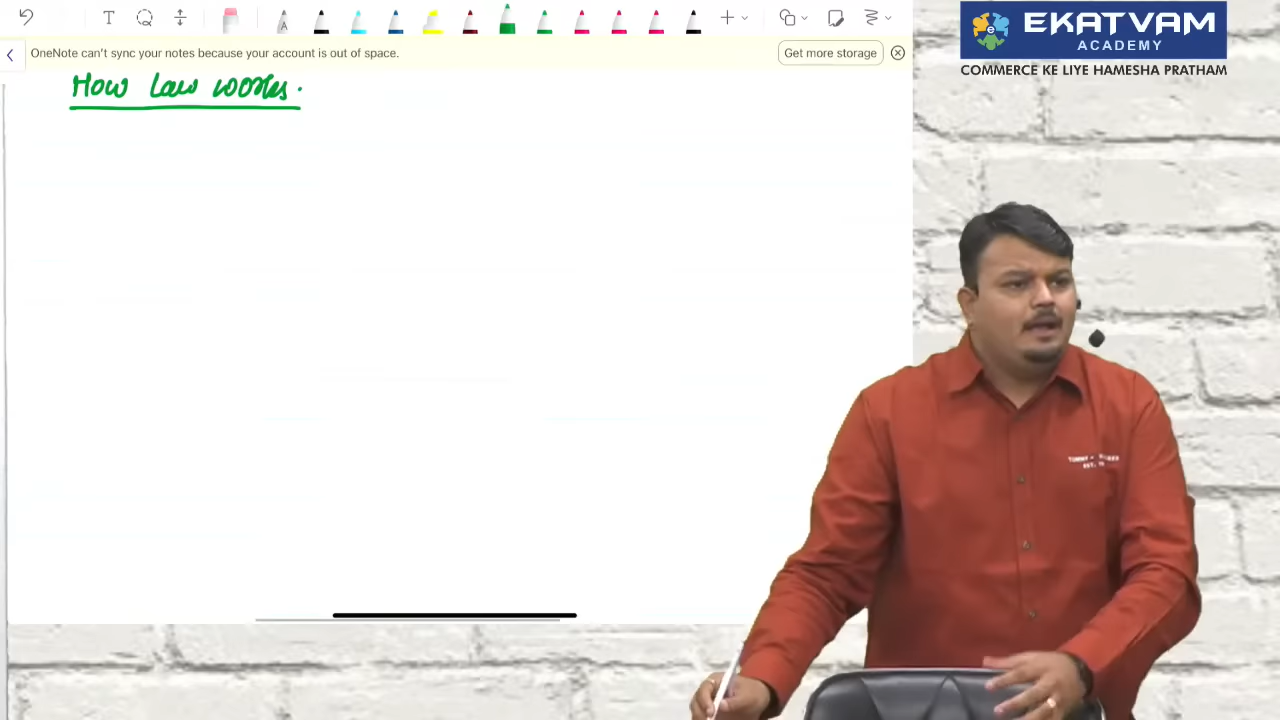 EKATVAM
ACADEMY
COMMERCE KE LIYE HAMESHA PRATHAM
OneNote can't sync your notes because your account is out of space.
Get more storage
How Law works.